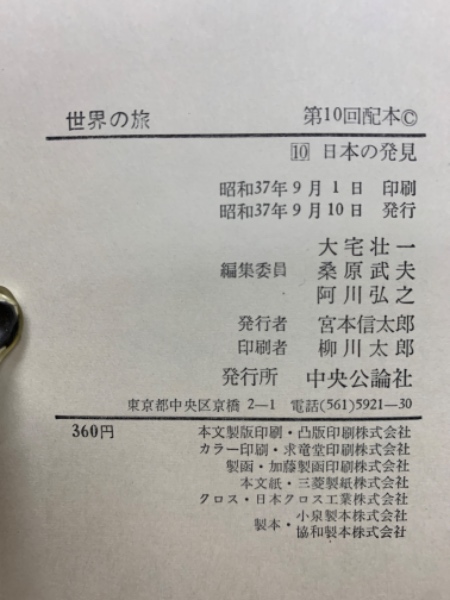 世界の旅 第10回配本©
10 日本の発見
昭和37年9月1日 印刷
昭和37年9月10日 発行
大宅壮一
編集委員 桑原武夫
阿川弘之
発行者 宮本信太郎
印刷者 柳川太郎
発行所 中央公論社
東京都中央区京橋2—1 電話(561)5921—30
360円 本文製版印刷・凸版印刷株式会社
カラー印刷・求竜堂印刷株式会社
製函・加藤製函印刷株式会社
本文紙・三菱製紙株式会社
クロス・日本クロス工業株式会社
製本・小泉製本株式会社
協和製本株式会社